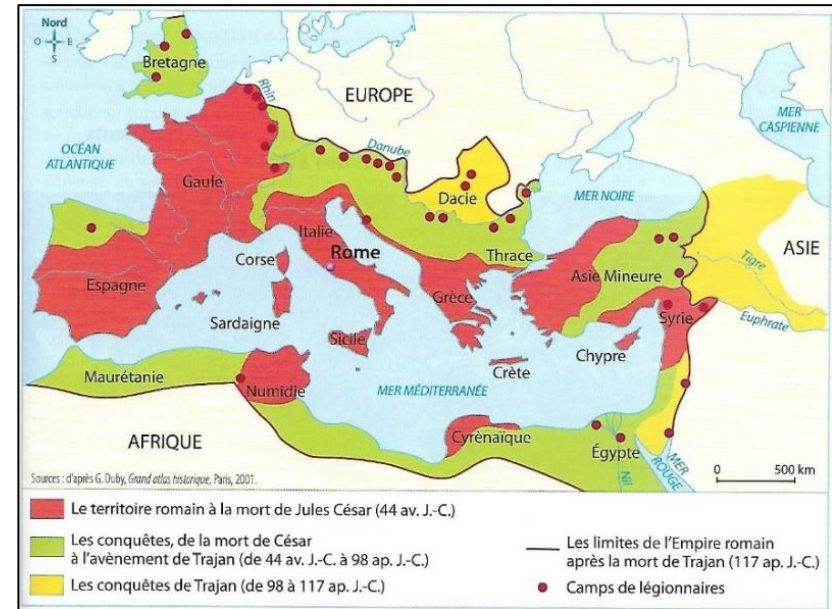 Nord
O E
S
Bretagne
Rhin
EUROPE
MER
CASPIENNE
OCÉAN
ATLANTIQUE
Danube
Gaule
Dacie
MER NOIRE
Italie
Rome
Corse
Thrace
ASIE
Tigre
Asie Mineure
Espagne
Grèce
Euphrate
Sardaigne
Sicile
Syrie
Chypre
Crète
Maurétanie
Numidie
MER MÉDITERRANÉE
Cyrènaïque
AFRIQUE
Égypte
Nil
MER
ROUGE
0 500 km
Sources : d'après G. Duby, Grand atlas historique, Paris, 2001.
Le territoire romain à la mort de Jules César (44 av. J.-C.)
Les conquêtes, de la mort de César
à l'avènement de Trajan (de 44 av. J.-C. à 98 ap. J.-C.)
Les conquêtes de Trajan (de 98 à 117 ap. J.-C.)
Les limites de l'Empire romain
après la mort de Trajan (117 ap. J.-C.)
Camps de légionnaires